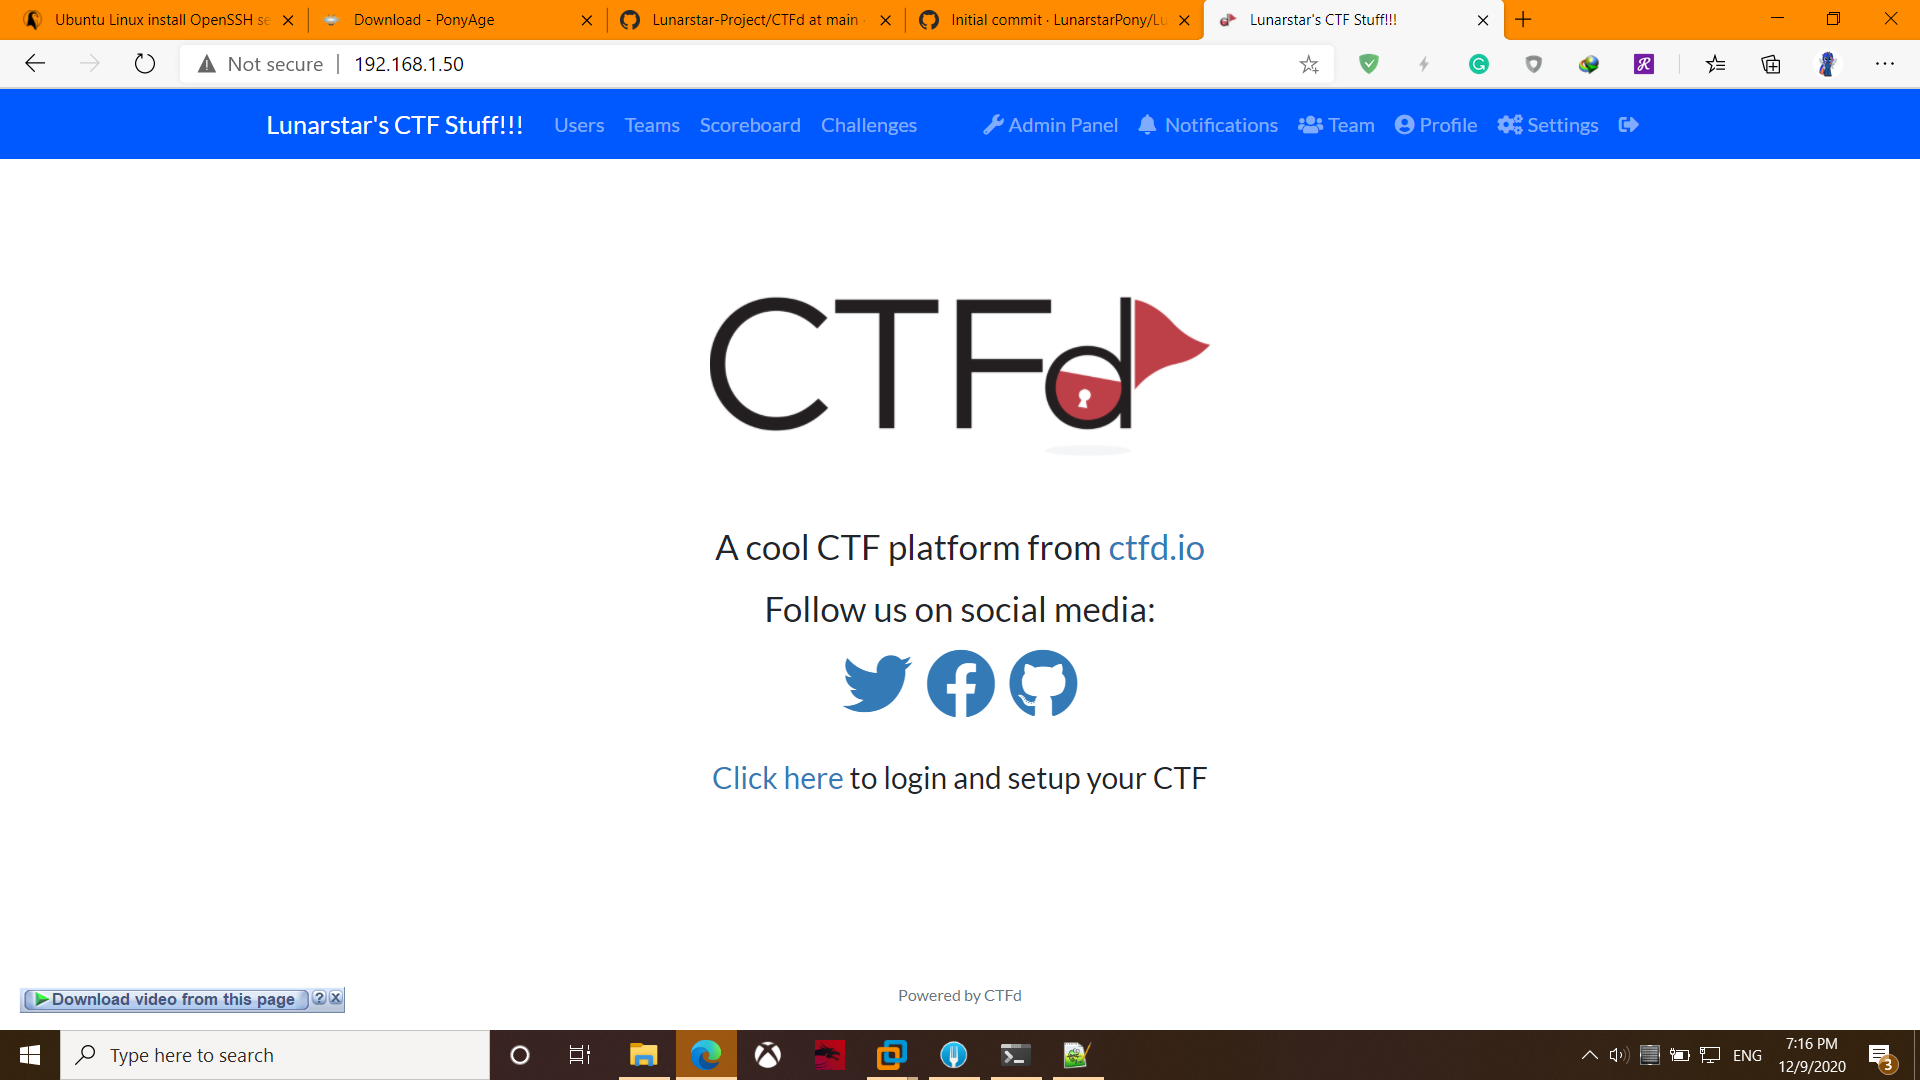 Ubuntu Linux install OpenSSH se
Download - PonyAge
Lunarstar-Project/CTFd at main
Initial commit · LunarstarPony/Lu
Lunarstar's CTF Stuff!!!
Not secure
192.168.1.50
Lunarstar's CTF Stuff!!!
Users
Teams
Scoreboard
Challenges
Admin Panel
Notifications
Team
Profile
Settings
CTFd
A cool CTF platform from ctfd.io
Follow us on social media:
Click here to login and setup your CTF
Download video from this page
Powered by CTFd
Type here to search
ENG
7:16 PM
12/9/2020
3